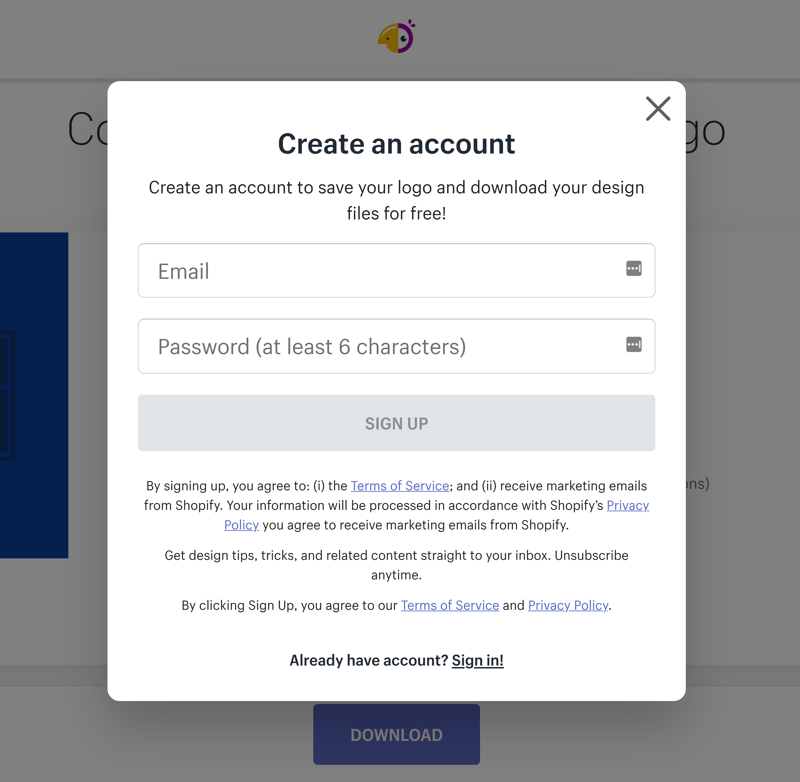 Create an account
Create an account to save your logo and download your design
files for free!
Email
Password (at least 6 characters)
SIGN UP
By signing up, you agree to: (i) the Terms of Service; and (ii) receive marketing emails
from Shopify. Your information will be processed in accordance with Shopify's Privacy
Policy you agree to receive marketing emails from Shopify.
Get design tips, tricks, and related content straight to your inbox. Unsubscribe
anytime.
By clicking Sign Up, you agree to our Terms of Service and Privacy Policy.
Already have account? Sign in!
DOWNLOAD